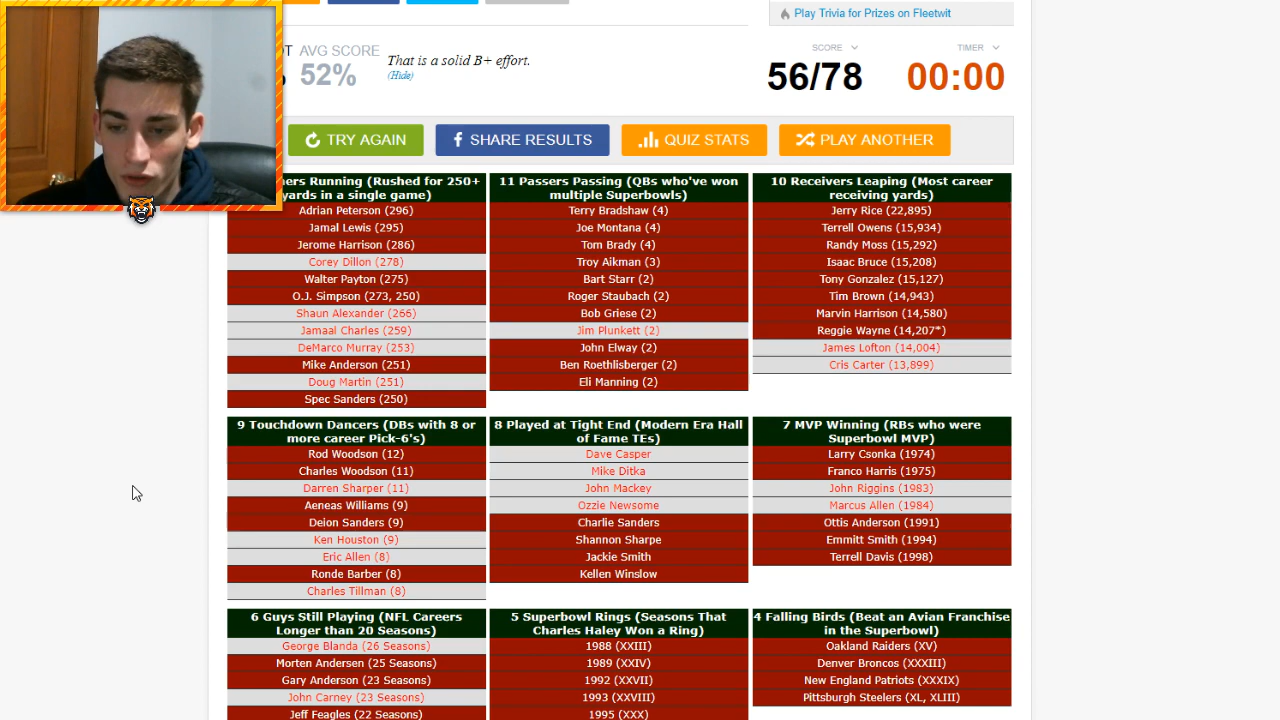 Play Trivia for Prizes on Fleetwit
AVG SCORE
52%
That is a solid B+ effort.
(Hide)
SCORE
56/78
TIMER
00:00
TRY AGAIN
SHARE RESULTS
QUIZ STATS
PLAY ANOTHER
ers Running (Rushed for 250+
yards in a single game)
Adrian Peterson (296)
Jamal Lewis (295)
Jerome Harrison (286)
Corey Dillon (278)
Walter Payton (275)
O.J. Simpson (273, 250)
Shaun Alexander (266)
Jamaal Charles (259)
DeMarco Murray (253)
Mike Anderson (251)
Doug Martin (251)
Spec Sanders (250)
11 Passers Passing (QBs who've won
multiple Superbowls)
Terry Bradshaw (4)
Joe Montana (4)
Tom Brady (4)
Troy Aikman (3)
Bart Starr (2)
Roger Staubach (2)
Bob Griese (2)
Jim Plunkett (2)
John Elway (2)
Ben Roethlisberger (2)
Eli Manning (2)
10 Receivers Leaping (Most career
receiving yards)
Jerry Rice (22,895)
Terrell Owens (15,934)
Randy Moss (15,292)
Isaac Bruce (15,208)
Tony Gonzalez (15,127)
Tim Brown (14,943)
Marvin Harrison (14,580)
Reggie Wayne (14,207*)
James Lofton (14,004)
Cris Carter (13,899)
9 Touchdown Dancers (DBs with 8 or
more career Pick-6's)
Rod Woodson (12)
Charles Woodson (11)
Darren Sharper (11)
Aeneas Williams (9)
Deion Sanders (9)
Ken Houston (9)
Eric Allen (8)
Ronde Barber (8)
Charles Tillman (8)
8 Played at Tight End (Modern Era Hall
of Fame TEs)
Dave Casper
Mike Ditka
John Mackey
Ozzie Newsome
Charlie Sanders
Shannon Sharpe
Jackie Smith
Kellen Winslow
7 MVP Winning (RBs who were
Superbowl MVP)
Larry Csonka (1974)
Franco Harris (1975)
John Riggins (1983)
Marcus Allen (1984)
Ottis Anderson (1991)
Emmitt Smith (1994)
Terrell Davis (1998)
6 Guys Still Playing (NFL Careers
Longer than 20 Seasons)
George Blanda (26 Seasons)
Morten Andersen (25 Seasons)
Gary Anderson (23 Seasons)
John Carney (23 Seasons)
Jeff Feagles (22 Seasons)
5 Superbowl Rings (Seasons That
Charles Haley Won a Ring)
1988 (XXIII)
1989 (XXIV)
1992 (XXVII)
1993 (XXVIII)
1995 (XXX)
4 Falling Birds (Beat an Avian Franchise
in the Superbowl)
Oakland Raiders (XV)
Denver Broncos (XXXIII)
New England Patriots (XXXIX)
Pittsburgh Steelers (XL, XLIII)